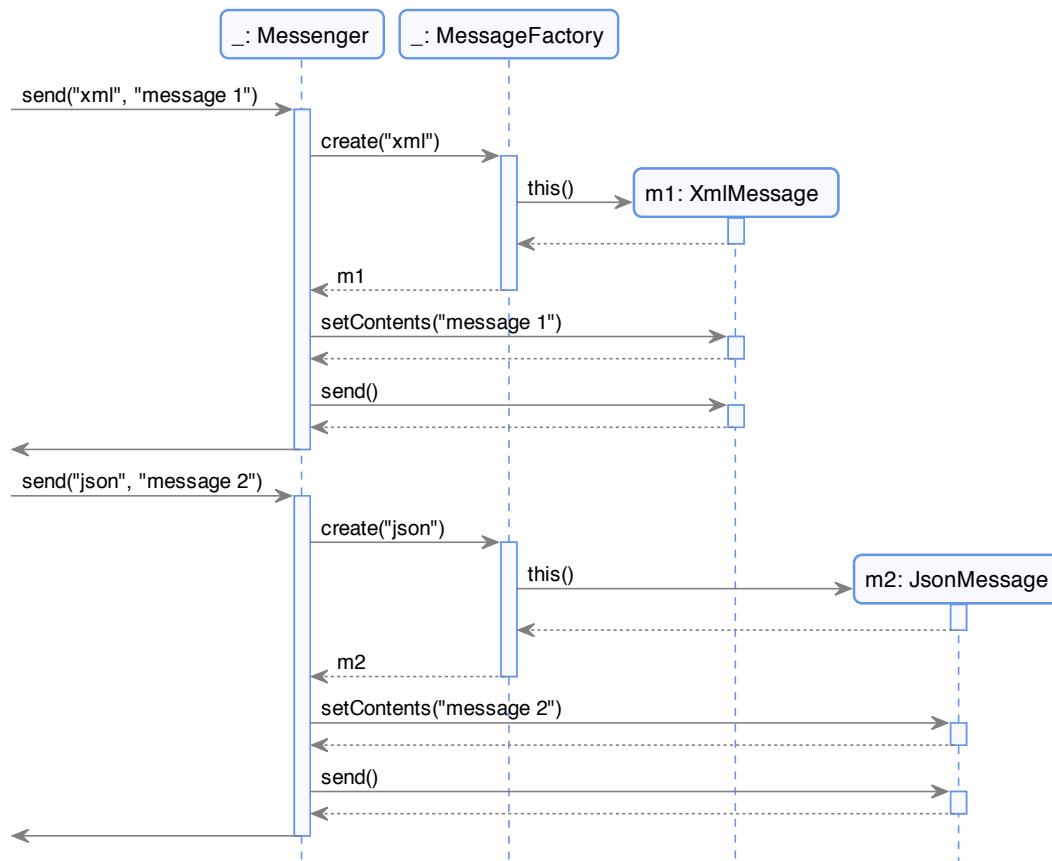 _: Messenger
_: MessageFactory
send("xml", "message 1")
create("xml")
this()
m1: XmlMessage
m1
setContents("message 1")
send()
send("json", "message 2")
create("json")
this()
m2: JsonMessage
m2
setContents("message 2")
send()